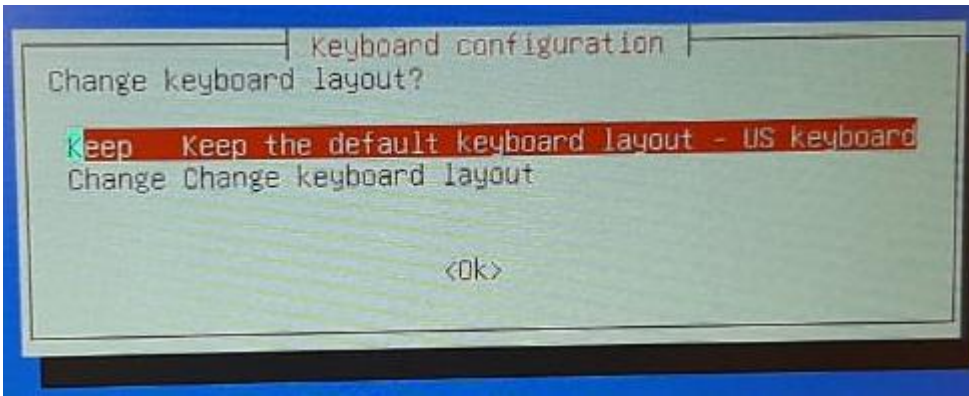 Keyboard configuration
Change keyboard layout?
Keep Keep the default keyboard layout - US keyboard
Change Change keyboard layout
<Ok>